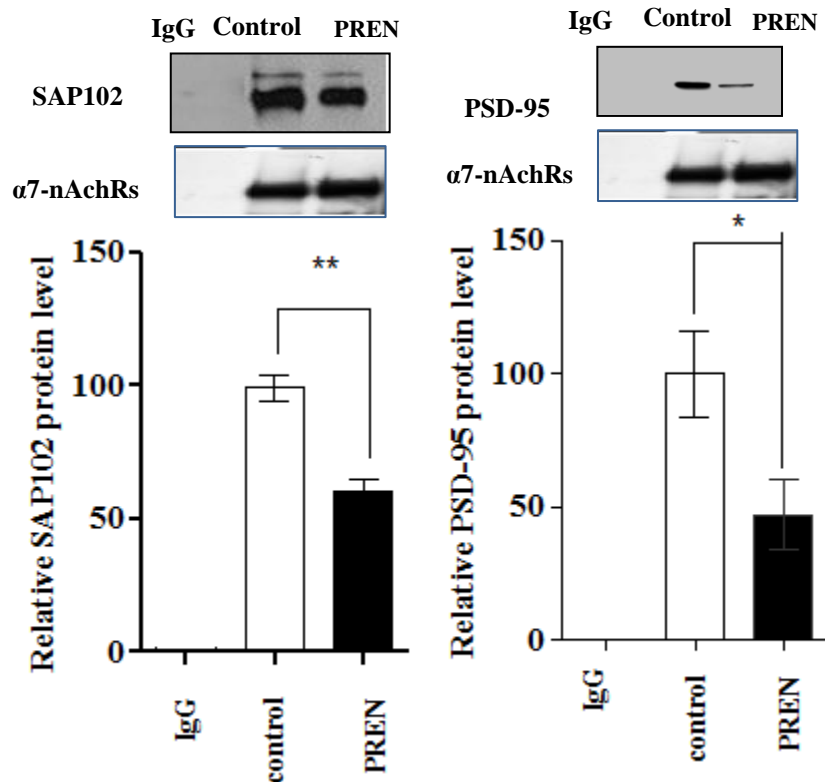 IgG Control PREN
SAP102
α7-nAchRs
150
**
100
50
0
Relative SAP102 protein level
IgG
control
PREN
IgG Control PREN
PSD-95
α7-nAchRs
150
*
100
50
0
Relative PSD-95 protein level
IgG
control
PREN